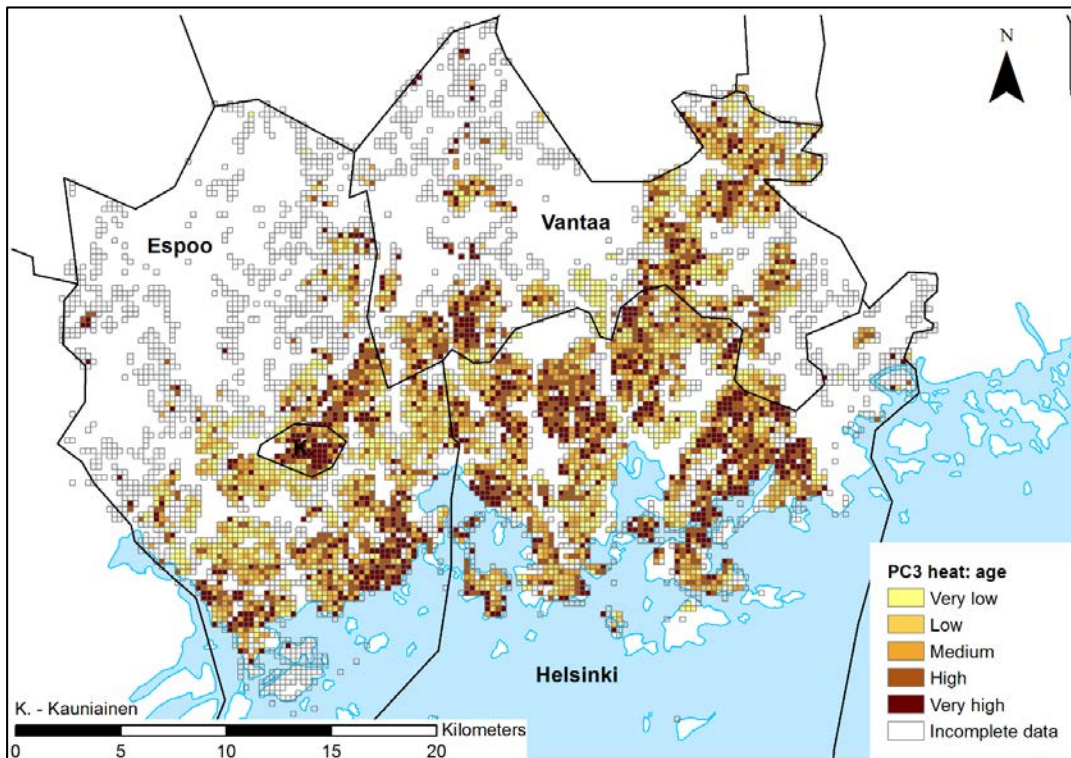 N
Espoo
Vantaa
K.
Helsinki
PC3 heat: age
Very low
Low
Medium
High
Very high
Incomplete data
K. - Kauniainen
Kilometers
0 5 10 15 20